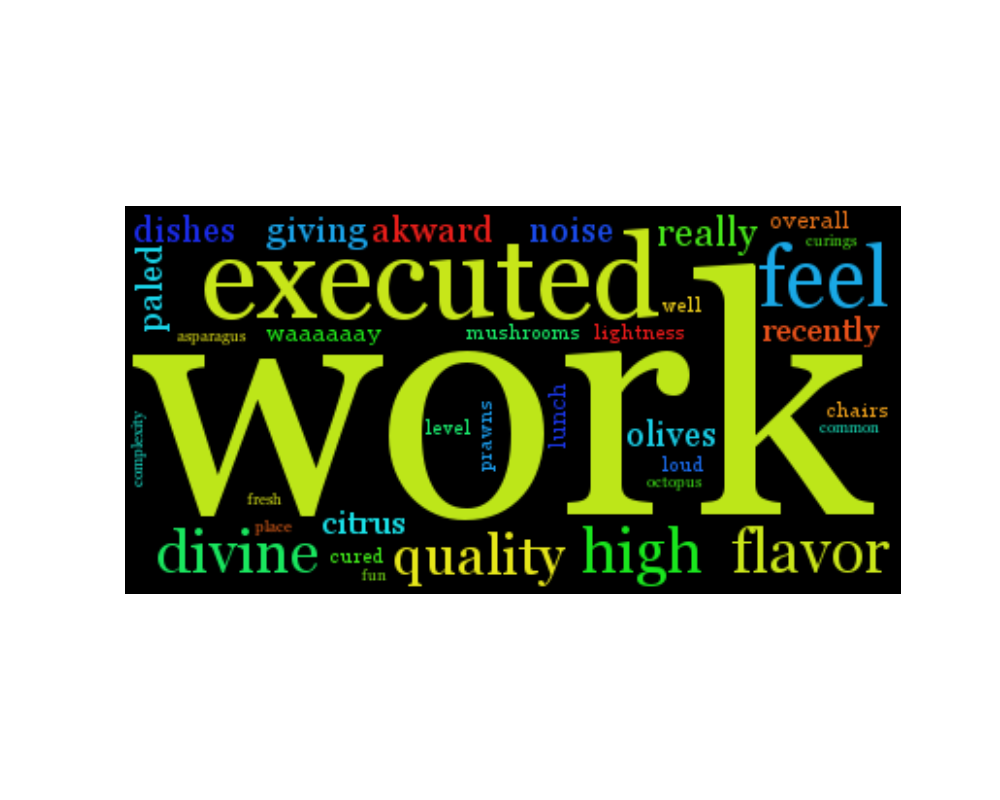 dishes giving akward noise really overall
curings
paled executed feel
well
asparagus waaaaaay mushrooms lightness recently
work
complexity level prawns lunch olives chairs
common
loud
octopus
fresh
place citrus
divine cured quality high flavor
fun